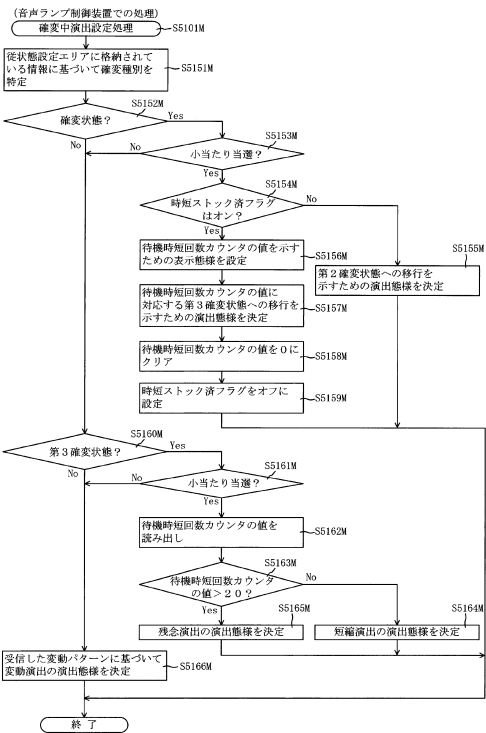 (音声ランプ制御装置での処理)
確変中演出設定処理
S5101M
従状態設定エリアに格納されて
いる情報に基づいて確変種別を
特定
S5151M
S5152M
確変状態?
Yes
No
S5153M
小当たり当選?
No
Yes
S5154M
時短ストック済フラグ
はオン?
No
Yes
待機時短回数カウンタの値を示す
ための表示態様を設定
S5156M
S5155M
第2確変状態への移行を
示すための演出態様を決定
待機時短回数カウンタの値に
対応する第3確変状態への移行を
示すための演出態様を決定
S5157M
待機時短回数カウンタの値を0に
クリア
S5158M
時短ストック済フラグをオフに
設定
S5159M
S5160M
第3確変状態?
Yes
No
S5161M
小当たり当選?
No
Yes
待機時短回数カウンタの値を
読み出し
S5162M
S5163M
待機時短回数カウンタ
の値>20?
No
Yes
S5165M
残念演出の演出態様を決定
S5164M
短縮演出の演出態様を決定
受信した変動パターンに基づいて
変動演出の演出態様を決定
S5166M
終了